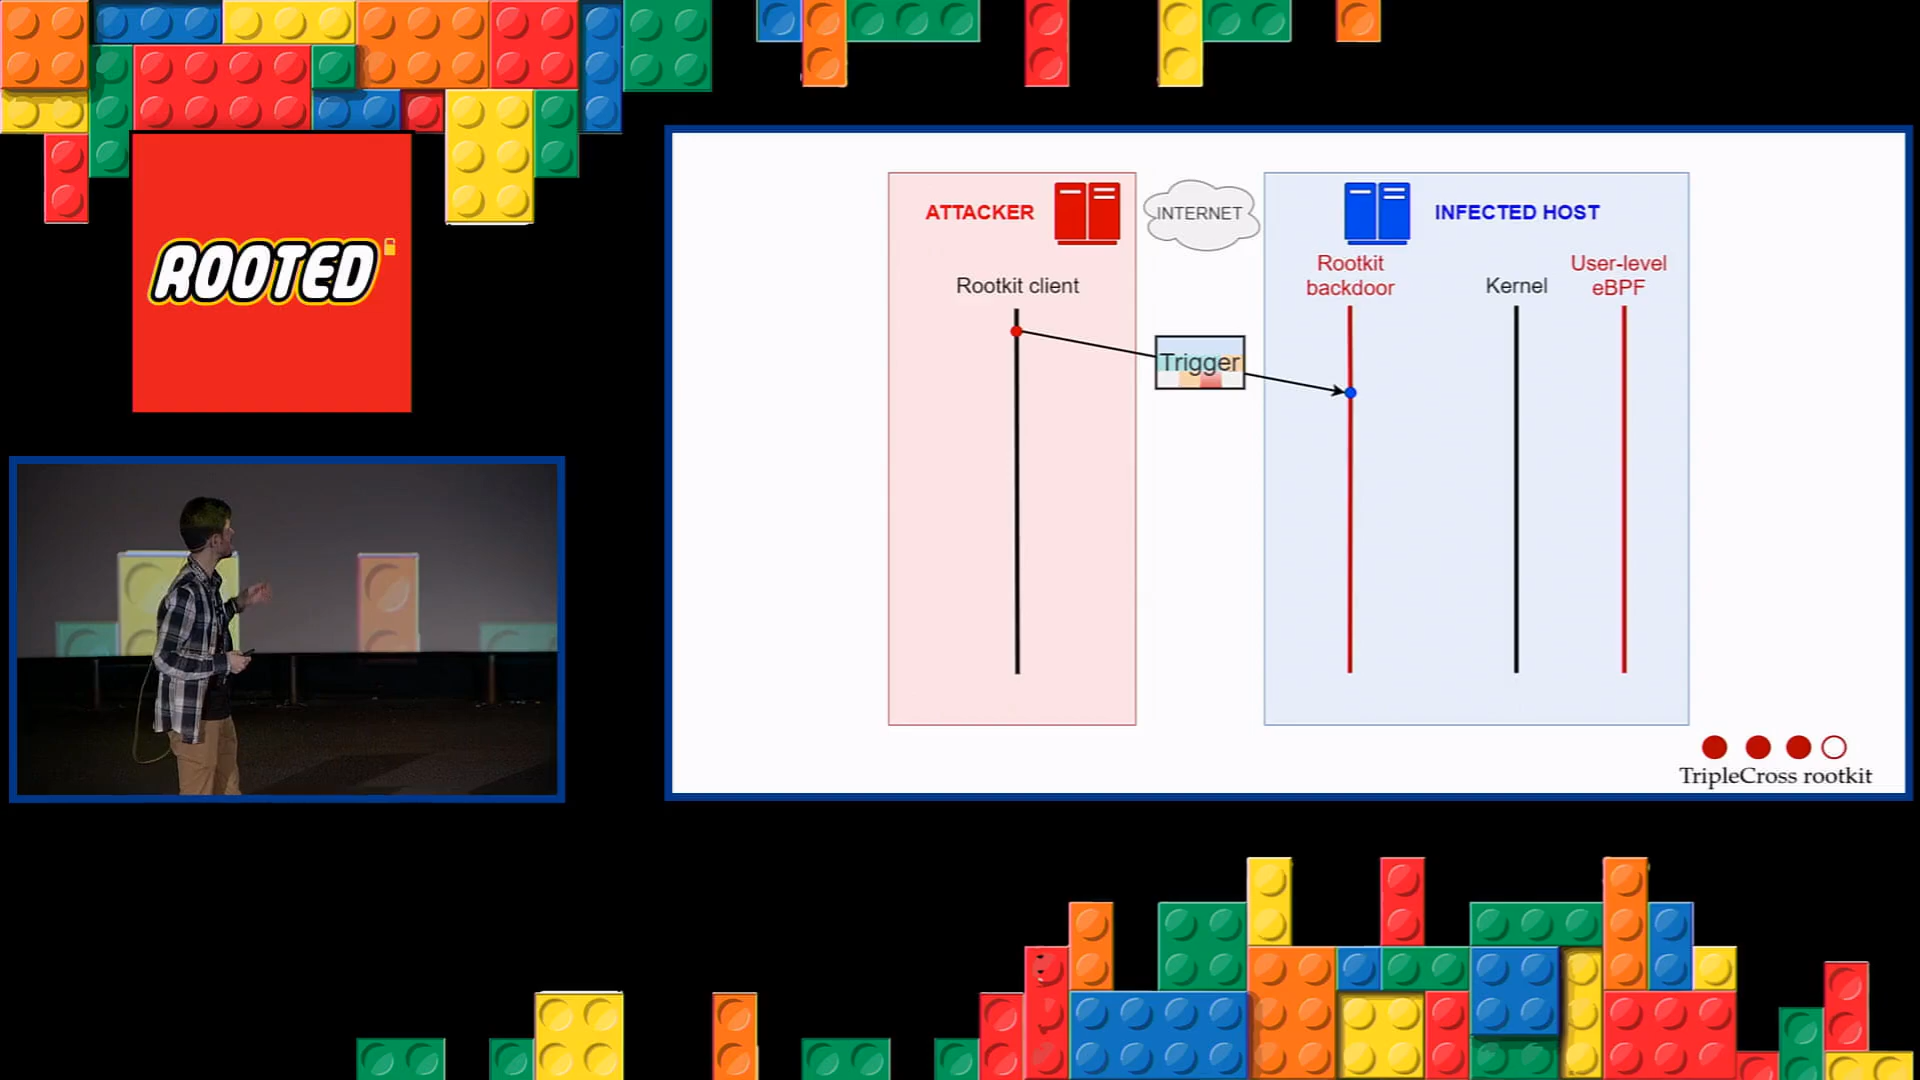 ROOTED
ATTACKER
INTERNET
INFECTED HOST
Rootkit client
Rootkit
backdoor
Kernel
User-level
eBPF
Trigger
TripleCross rootkit